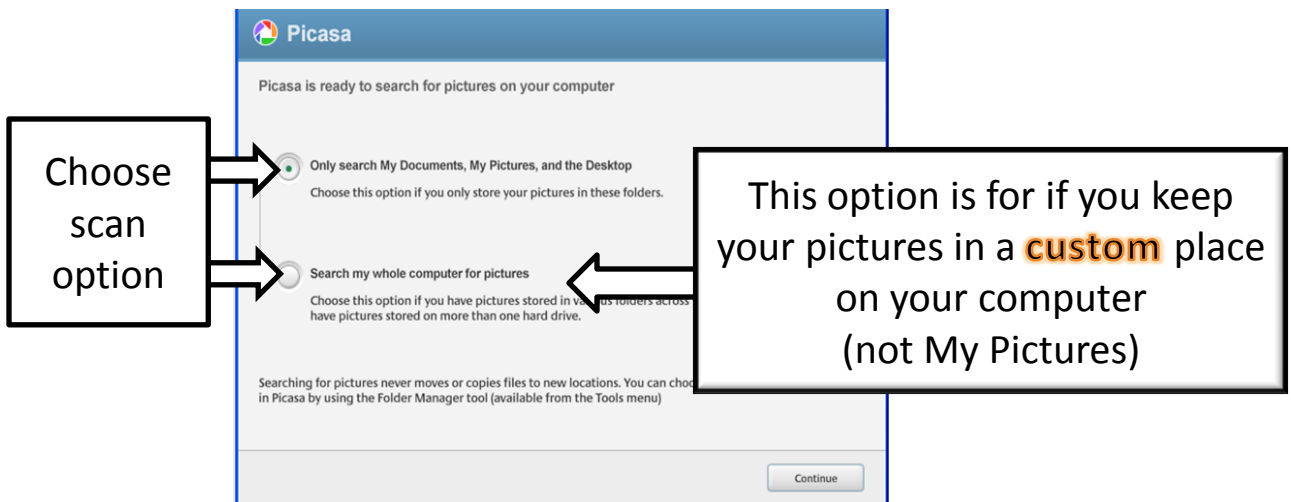 Picasa
Picasa is ready to search for pictures on your computer
Choose
scan
option
Only search My Documents, My Pictures, and the Desktop
Choose this option if you only store your pictures in these folders.
Search my whole computer for pictures
Choose this option if you have pictures stored in folders across
have pictures stored on more than one hard drive.
This option is for if you keep
your pictures in a custom place
on your computer
(not My Pictures)
Searching for pictures never moves or copies files to new locations. You can
in Picasa by using the Folder Manager tool (available from the Tools menu)
Continue